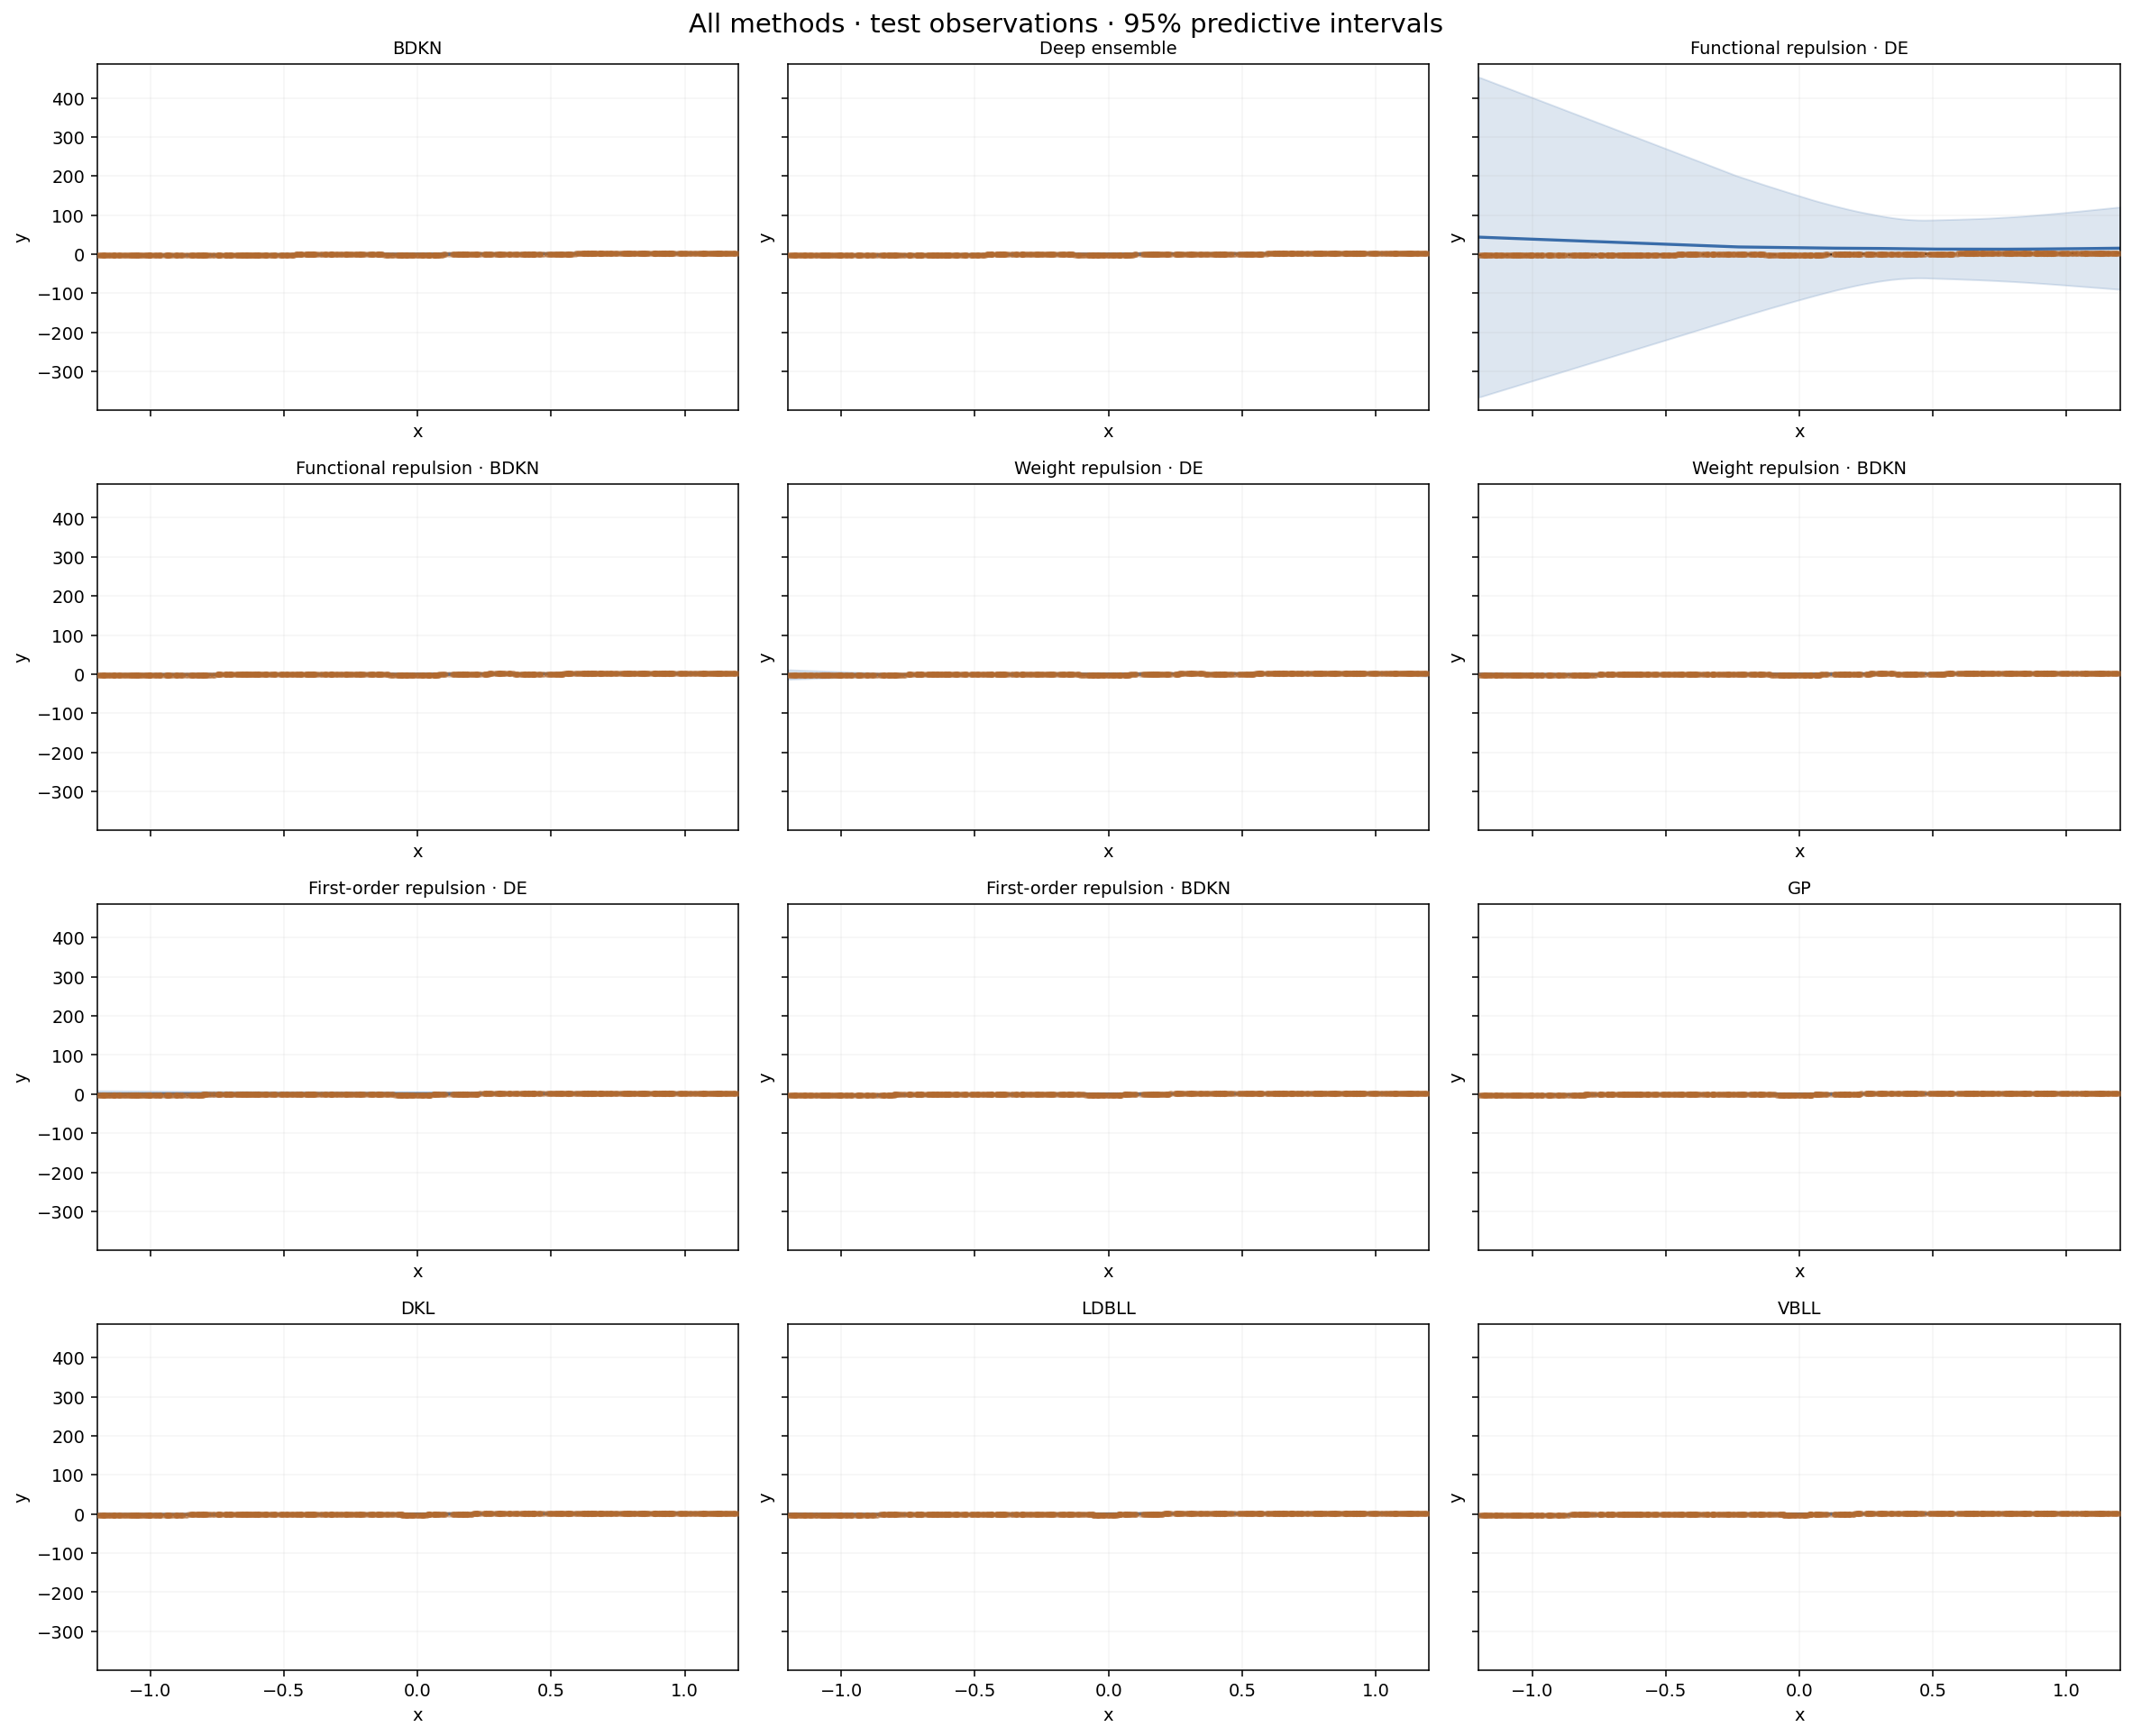 All methods · test observations · 95% predictive intervals
BDKN
Deep ensemble
Functional repulsion · DE
400
300
200
100
0
−100
−200
−300
y
y
y
x
x
x
Functional repulsion · BDKN
Weight repulsion · DE
Weight repulsion · BDKN
400
300
200
100
0
−100
−200
−300
y
y
y
x
x
x
First-order repulsion · DE
First-order repulsion · BDKN
GP
400
300
200
100
0
−100
−200
−300
y
y
y
x
x
x
DKL
LDBLL
VBLL
400
300
200
100
0
−100
−200
−300
y
y
y
−1.0 −0.5 0.0 0.5 1.0
−1.0 −0.5 0.0 0.5 1.0
−1.0 −0.5 0.0 0.5 1.0
x
x
x